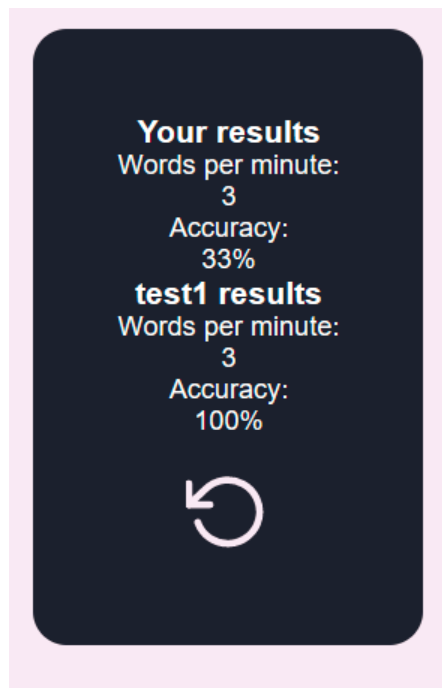 Your results
Words per minute:
3
Accuracy:
33%
test1 results
Words per minute:
3
Accuracy:
100%